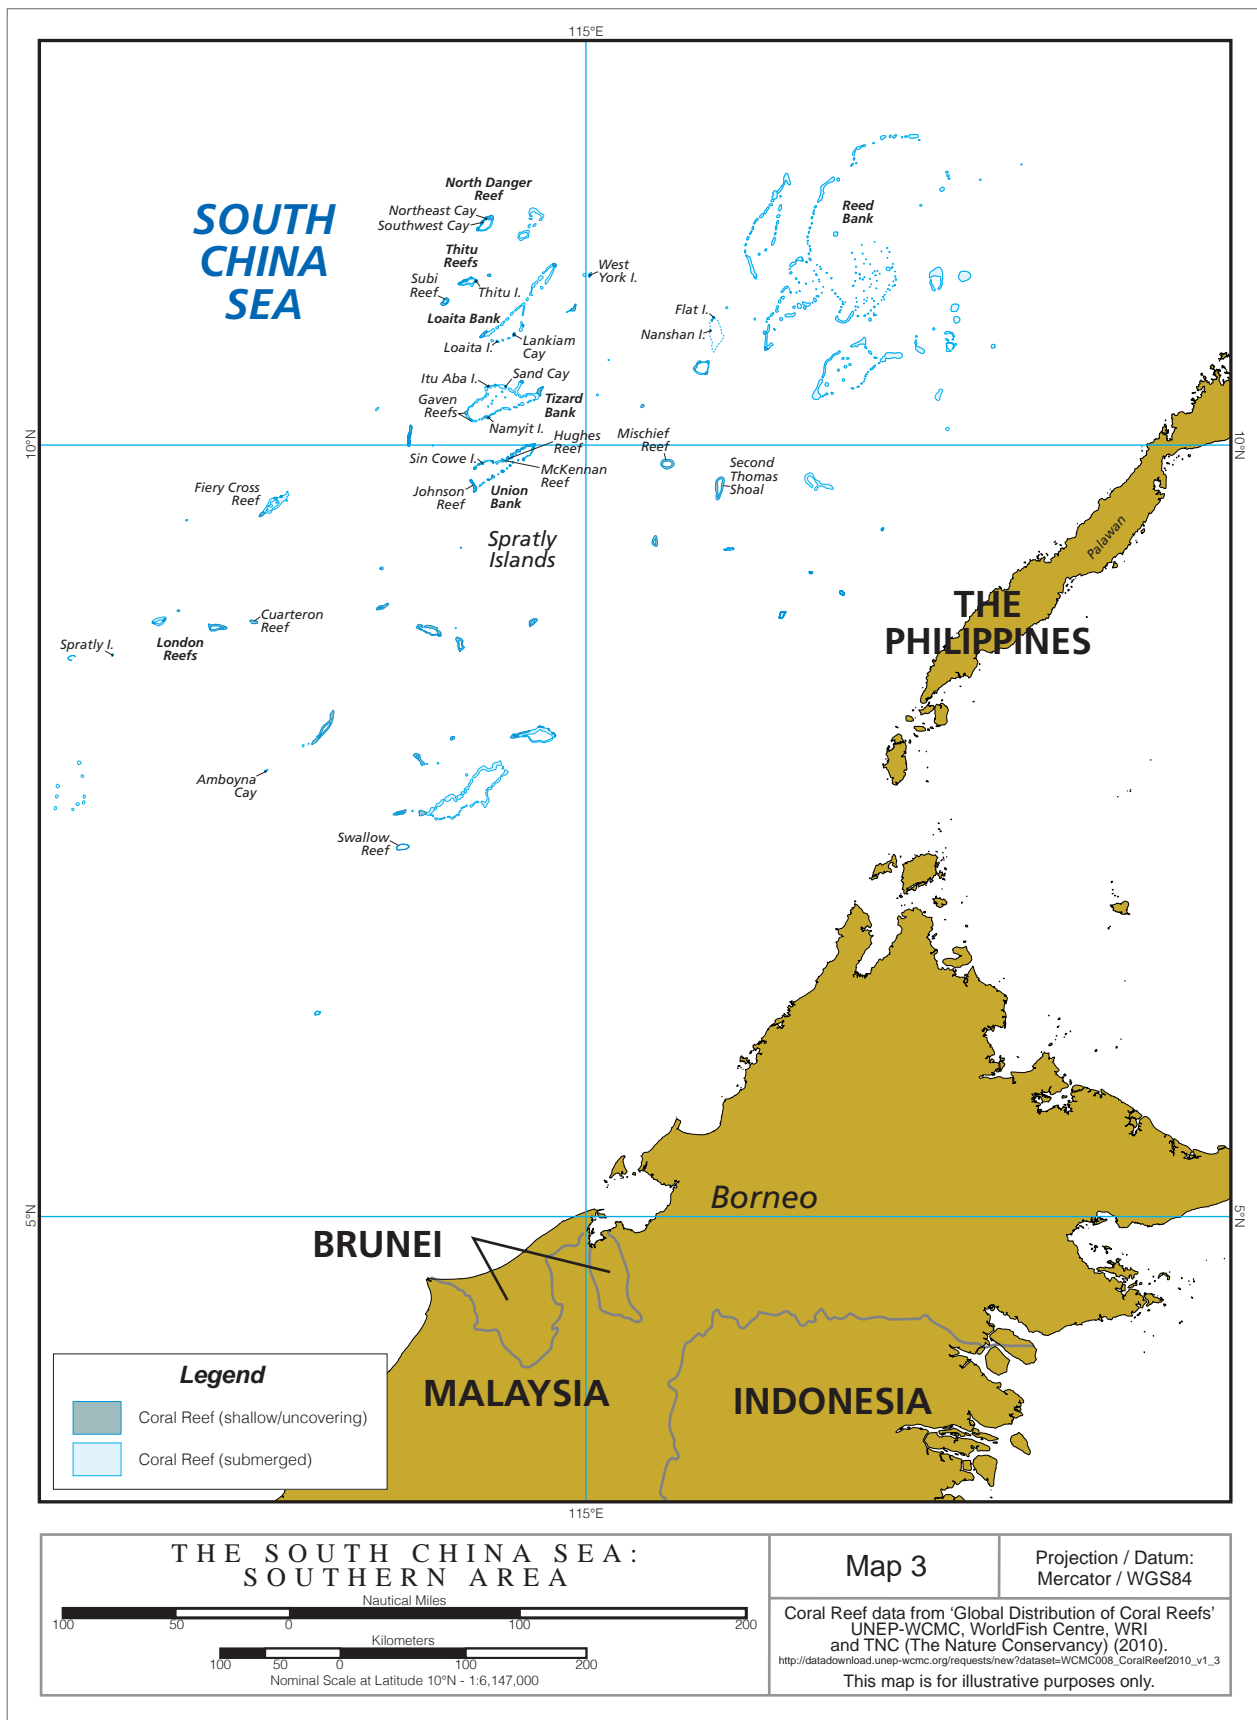 115°E
SOUTH
CHINA
SEA
North Danger
Reef
Northeast Cay
Southwest Cay
Reed
Bank
Thitu
Reefs
West
York I.
Subi
Reef
Thitu I.
Flat I.
Loaita Bank
Nanshan I.
Loaita I.
Lankiam
Cay
Itu Aba I.
Sand Cay
Gaven
Reefs
Tizard
Bank
Namyit I.
Hughes
Reef
Mischief
Reef
10°N
10°N
Sin Cowe I.
McKennan
Reef
Second
Thomas
Shoal
Fiery Cross
Reef
Johnson
Reef
Union
Bank
Spratly
Islands
Palawan
THE
PHILIPPINES
Cuarteron
Reef
Spratly I.
London
Reefs
Amboyna
Cay
Swallow
Reef
Borneo
5°N
5°N
BRUNEI
MALAYSIA
INDONESIA
Legend
Coral Reef (shallow/uncovering)
Coral Reef (submerged)
115°E
THE SOUTH CHINA SEA:
SOUTHERN AREA
Nautical Miles
100 50 0 100 200
Kilometers
100 50 0 100 200
Nominal Scale at Latitude 10°N - 1:6,147,000
Map 3
Projection / Datum:
Mercator / WGS84
Coral Reef data from ‘Global Distribution of Coral Reefs’
UNEP-WCMC, WorldFish Centre, WRI
and TNC (The Nature Conservancy) (2010).
http://datadownload.unep-wcmc.org/requests/new?dataset=WCMC008_CoralReef2010_v1_3
This map is for illustrative purposes only.